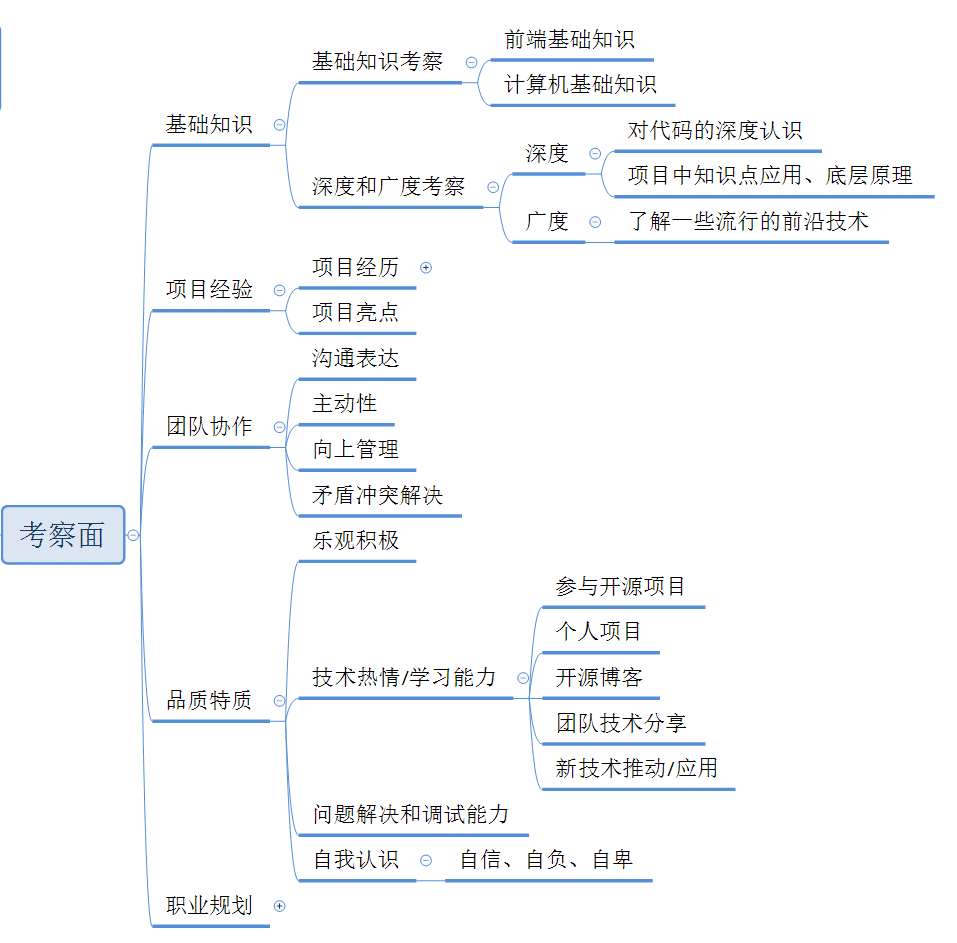 考察面
基础知识
基础知识考察
前端基础知识
计算机基础知识
深度和广度考察
深度
对代码的深度认识
项目中知识点应用、底层原理
广度
了解一些流行的前沿技术
项目经验
项目经历
项目亮点
团队协作
沟通表达
主动性
向上管理
矛盾冲突解决
品质特质
乐观积极
技术热情/学习能力
参与开源项目
个人项目
开源博客
团队技术分享
新技术推动/应用
问题解决和调试能力
自我认识
自信、自负、自卑
职业规划